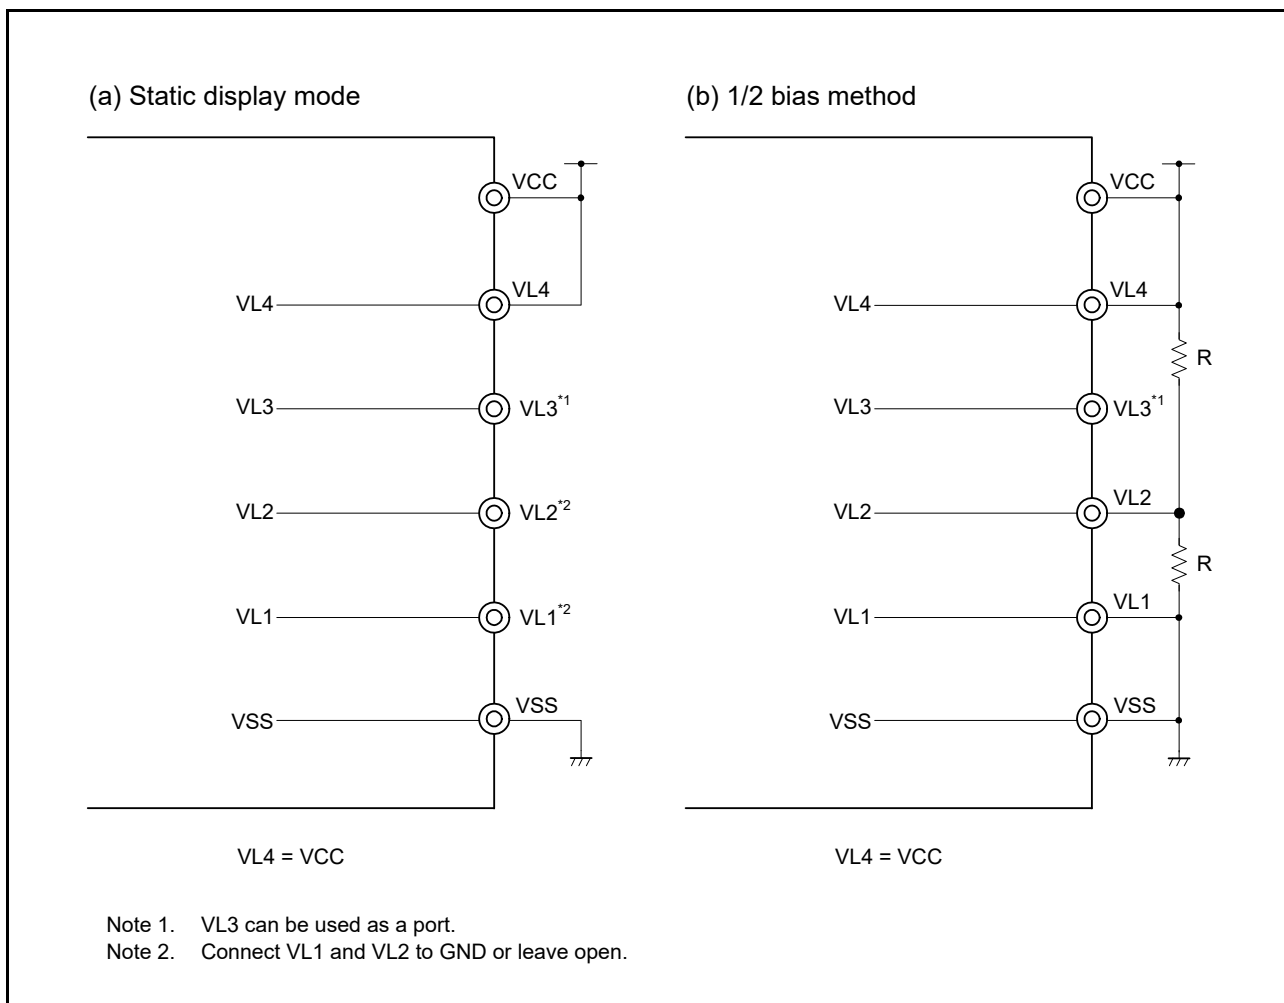 (a) Static display mode
VCC
VL4 VL4
VL3 VL3*1
VL2 VL2*2
VL1 VL1*2
VSS VSS
VL4 = VCC
(b) 1/2 bias method
VCC
VL4 VL4
R
VL3 VL3*1
VL2 VL2
R
VL1 VL1
VSS VSS
VL4 = VCC
Note 1. VL3 can be used as a port.
Note 2. Connect VL1 and VL2 to GND or leave open.